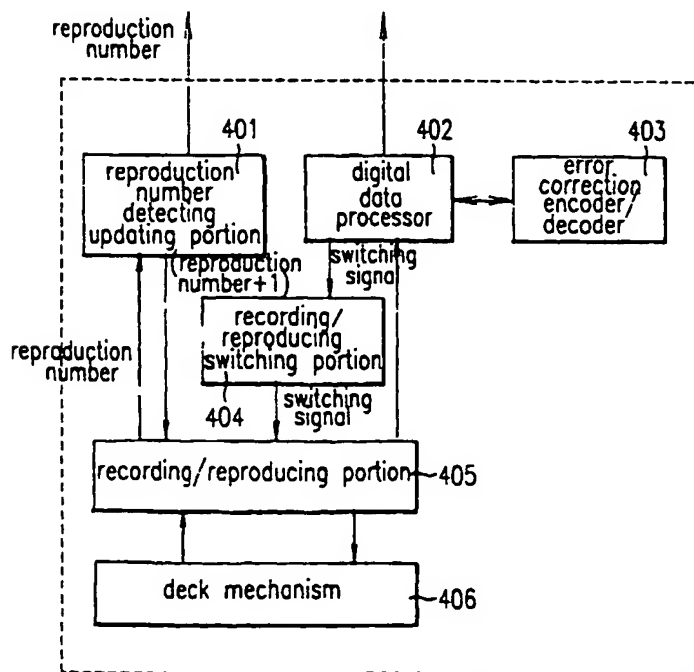 reproduction
number
401
402
403
reproduction
number
detecting
updating portion
digital
data
processor
error
correction
encoder/
decoder
(reproduction
number+1)
switching
signal
recording/
reproducing
switching portion
reproduction
number
404
switching
signal
recording/reproducing portion
405
deck mechanism
406